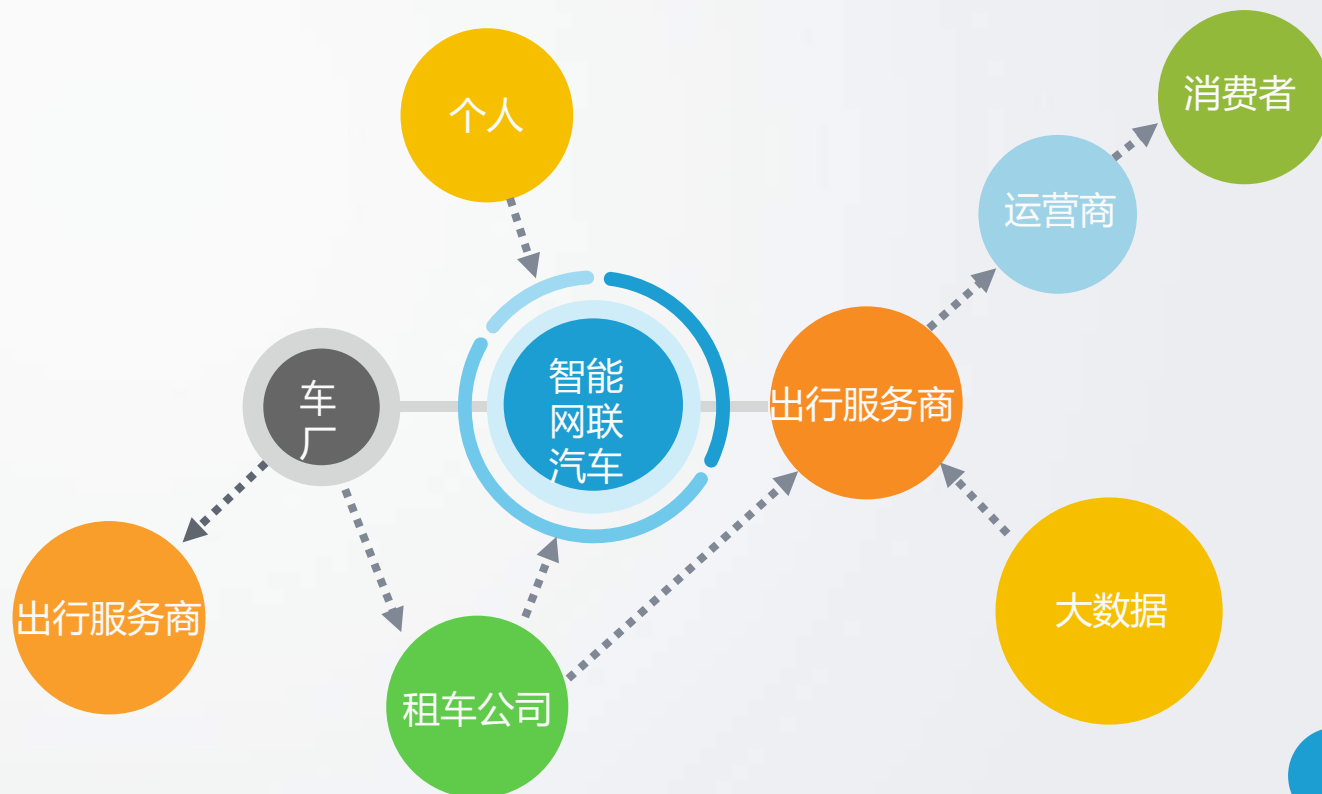 消费者
个人
运营商
智能
网联
汽车
车
厂
出行服务商
出行服务商
大数据
租车公司